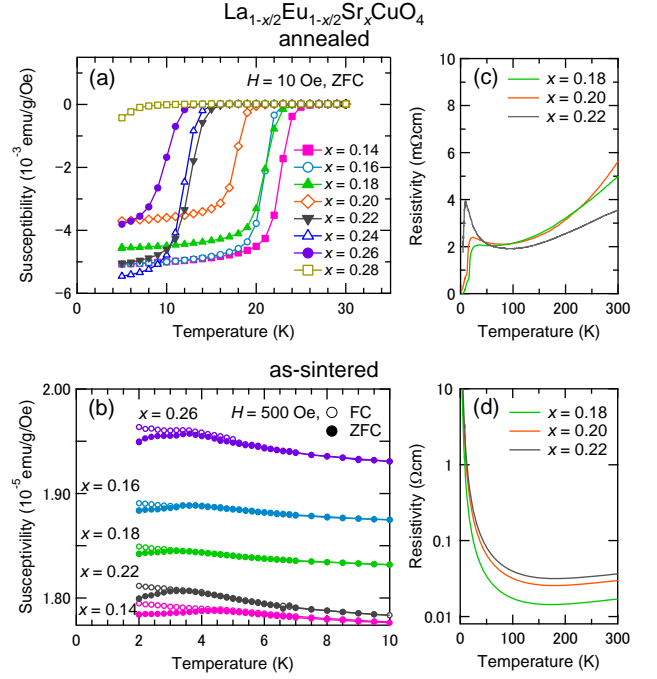 La1-x/2Eu1-x/2SrxCuO4
annealed
(a)
H = 10 Oe, ZFC
0
−2
−4
−6
Susceptibility (10-3 emu/g/Oe)
x = 0.14
x = 0.16
x = 0.18
x = 0.20
x = 0.22
x = 0.24
x = 0.26
x = 0.28
0 10 20 30
Temperature (K)
(c)
x = 0.18
x = 0.20
x = 0.22
10
8
6
4
2
0
Resistivity (mΩcm)
0 100 200 300
Temperature (K)
as-sintered
(b)
x = 0.26
H = 500 Oe,
FC
ZFC
2.00
1.90
1.80
Susceptivility (10-5 emu/g/Oe)
x = 0.16
x = 0.18
x = 0.22
x = 0.14
0 2 4 6 8 10
Temperature (K)
(d)
x = 0.18
x = 0.20
x = 0.22
10
1
0.1
0.01
Resistivity (Ωcm)
0 100 200 300
Temperature (K)